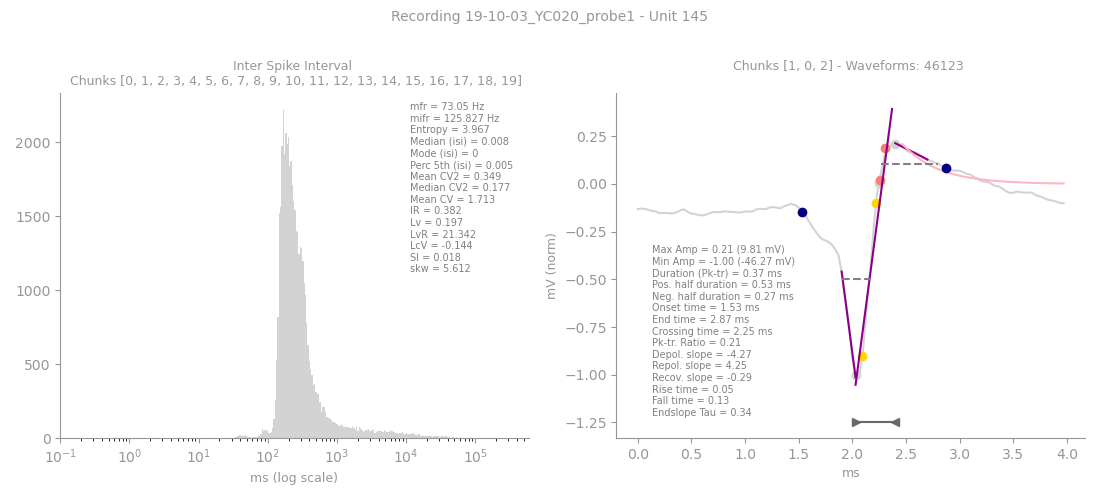 Recording 19-10-03_YC020_probe1 - Unit 145
Inter Spike Interval
Chunks [0, 1, 2, 3, 4, 5, 6, 7, 8, 9, 10, 11, 12, 13, 14, 15, 16, 17, 18, 19]
mfr = 73.05 Hz
mifr = 125.827 Hz
Entropy = 3.967
Median (isi) = 0.008
Mode (isi) = 0
Perc 5th (isi) = 0.005
Mean CV2 = 0.349
Median CV2 = 0.177
Mean CV = 1.713
IR = 0.382
Lv = 0.197
LvR = 21.342
LcV = -0.144
SI = 0.018
skw = 5.612
2000
1500
1000
500
0
10⁻¹ 10⁰ 10¹ 10² 10³ 10⁴ 10⁵
ms (log scale)
Chunks [1, 0, 2] - Waveforms: 46123
mV (norm)
0.25
0.00
−0.25
−0.50
−0.75
−1.00
−1.25
Max Amp = 0.21 (9.81 mV)
Min Amp = -1.00 (-46.27 mV)
Duration (Pk-tr) = 0.37 ms
Pos. half duration = 0.53 ms
Neg. half duration = 0.27 ms
Onset time = 1.53 ms
End time = 2.87 ms
Crossing time = 2.25 ms
Pk-tr. Ratio = 0.21
Depol. slope = -4.27
Repol. slope = 4.25
Recov. slope = -0.29
Rise time = 0.05
Fall time = 0.13
Endslope Tau = 0.34
0.0 0.5 1.0 1.5 2.0 2.5 3.0 3.5 4.0
ms